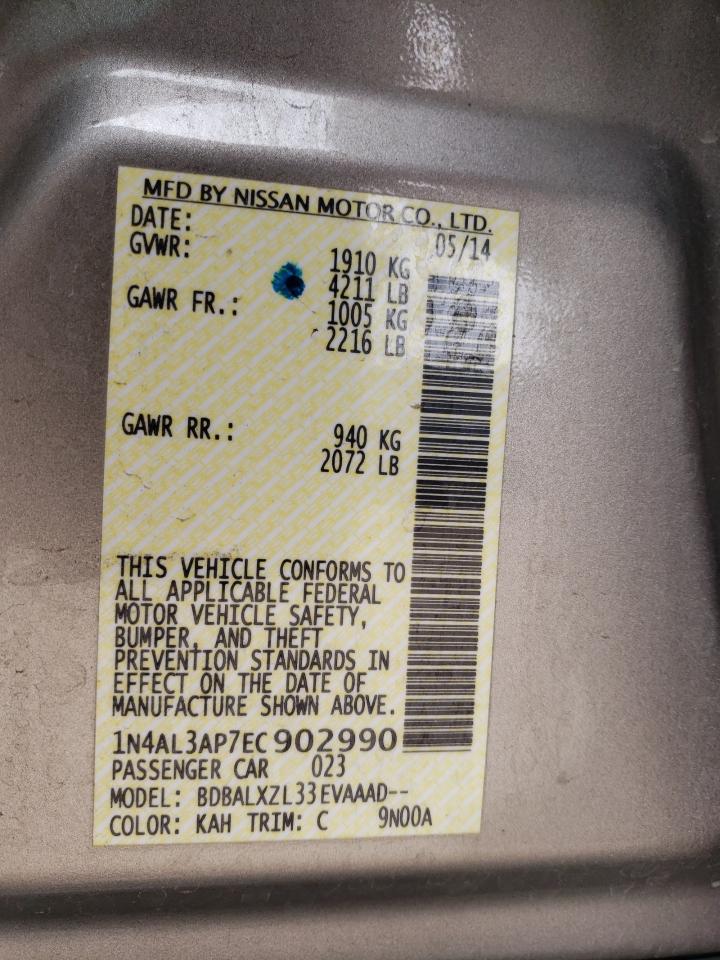 MFD BY NISSAN MOTOR CO., LTD.
DATE: 05/14
GVWR: 1910 KG
4211 LB
GAWR FR.: 1005 KG
2216 LB
GAWR RR.: 940 KG
2072 LB
THIS VEHICLE CONFORMS TO
ALL APPLICABLE FEDERAL
MOTOR VEHICLE SAFETY,
BUMPER, AND THEFT
PREVENTION STANDARDS IN
EFFECT ON THE DATE OF
MANUFACTURE SHOWN ABOVE.
1N4AL3AP7EC902990
PASSENGER CAR 023
MODEL: BDBALXZL33EVAAAD--
COLOR: KAH TRIM: C 9N00A